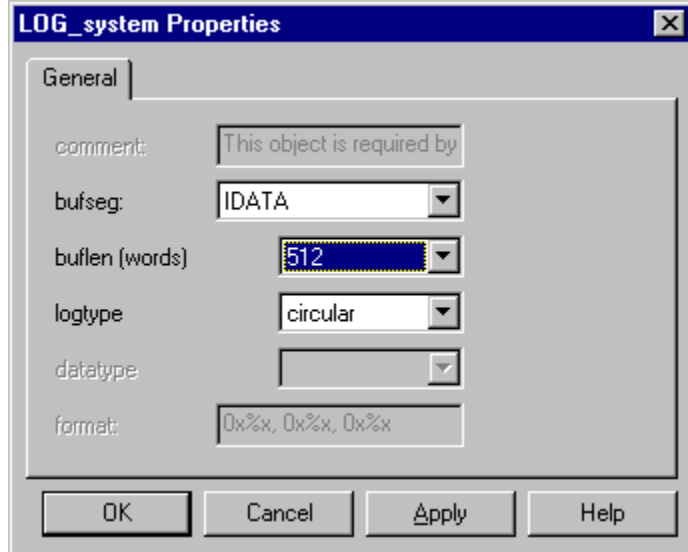 LOG_system Properties
General
comment: This object is required by
bufseg: IDATA
buflen (words) 512
logtype circular
datatype
format: 0x%x, 0x%x, 0x%x
OK Cancel Apply Help